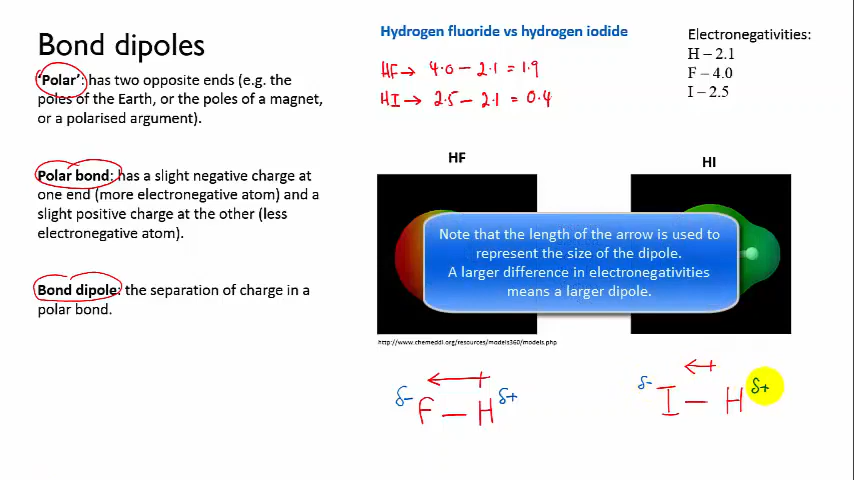 Bond dipoles
'Polar': has two opposite ends (e.g. the
poles of the Earth, or the poles of a magnet,
or a polarised argument).
Polar bond: has a slight negative charge at
one end (more electronegative atom) and a
slight positive charge at the other (less
electronegative atom).
Bond dipole: the separation of charge in a
polar bond.
Hydrogen fluoride vs hydrogen iodide
HF → 4.0 – 2.1 = 1.9
HI → 2.5 – 2.1 = 0.4
Electronegativities:
H – 2.1
F – 4.0
I – 2.5
HF
HI
Note that the length of the arrow is used to
represent the size of the dipole.
A larger difference in electronegativities
means a larger dipole.
http://www.chemeddl.org/resources/models360/models.php
δ- F — H δ+
δ- I — H δ+